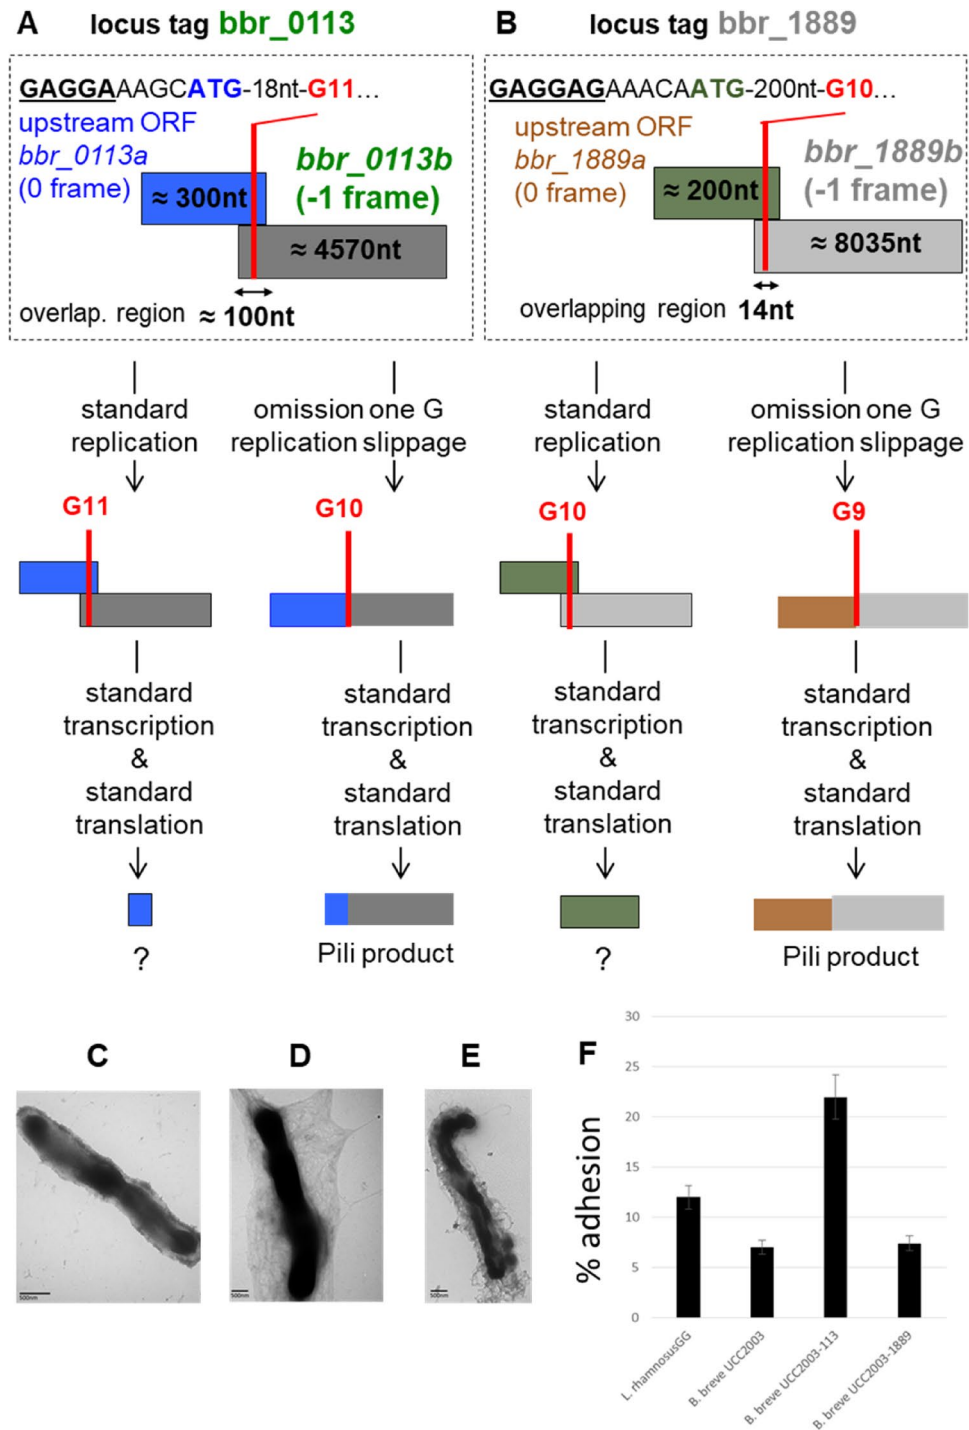 A locus tag bbr_0113
GAGGAAAGCATG-18nt-G11...
upstream ORF
bbr_0113a
(0 frame)
bbr_0113b
(-1 frame)
≈ 300nt
≈ 4570nt
overlap. region ≈ 100nt
B locus tag bbr_1889
GAGGAGAAACAATG-200nt-G10...
upstream ORF
bbr_1889a
(0 frame)
bbr_1889b
(-1 frame)
≈ 200nt
≈ 8035nt
overlapping region 14nt
standard
replication
omission one G
replication slippage
standard
replication
omission one G
replication slippage
G11
G10
G10
G9
standard
transcription
&
standard
translation
standard
transcription
&
standard
translation
standard
transcription
&
standard
translation
standard
transcription
&
standard
translation
?
Pili product
?
Pili product
C
500nm
D
500nm
E
500nm
F
% adhesion
30
25
20
15
10
5
0
L. rhamnosusGG
B. breve UCC2003
B. breve UCC2003-113
B. breve UCC2003-1889